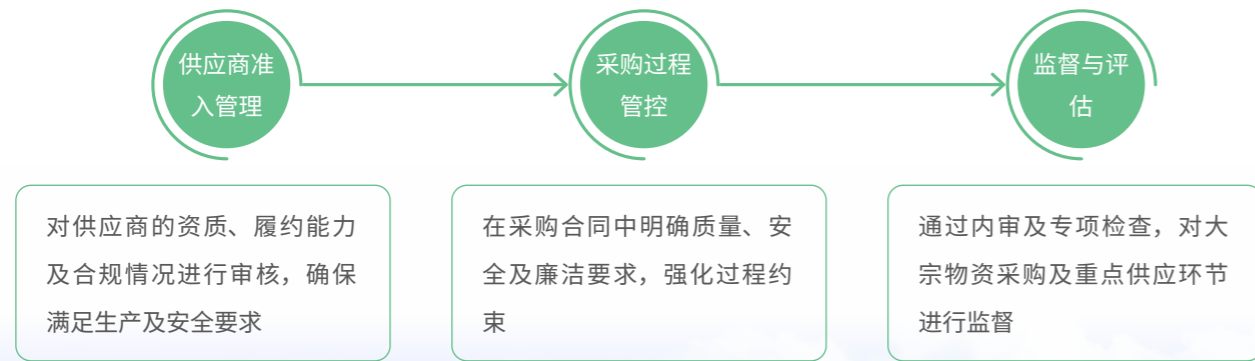 供应商准
入管理
采购过程
管控
监督与评
估
对供应商的资质、履约能力
及合规情况进行审核，确保
满足生产及安全要求
在采购合同中明确质量、安
全及廉洁要求，强化过程约
束
通过内审及专项检查，对大
宗物资采购及重点供应环节
进行监督